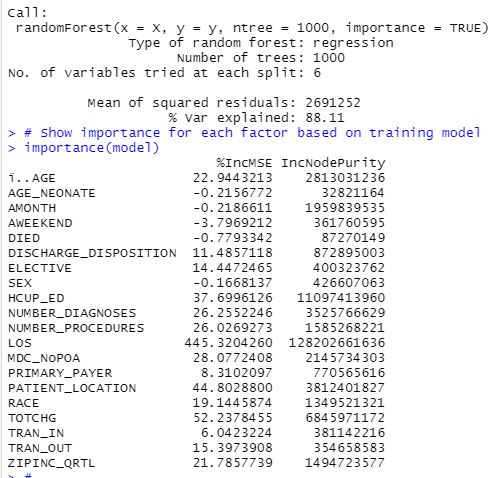 Call:
randomForest(x = X, y = y, ntree = 1000, importance = TRUE)
Type of random forest: regression
Number of trees: 1000
No. of variables tried at each split: 6
Mean of squared residuals: 2691252
% Var explained: 88.11
> # Show importance for each factor based on training model
> importance(model)
%IncMSE IncNodePurity
ï..AGE 22.9443213 2813031236
AGE_NEONATE -0.2156772 32821164
AMONTH -0.2186611 1959839535
AWEEKEND -3.7969212 361760595
DIED -0.7793342 87270149
DISCHARGE_DISPOSITION 11.4857118 872895003
ELECTIVE 14.4472465 400323762
SEX -0.1668137 426607063
HCUP_ED 37.6996126 11097413960
NUMBER_DIAGNOSES 26.2552246 3525766629
NUMBER_PROCEDURES 26.0269273 1585268221
LOS 445.3204260 128202661636
MDC_NoPOA 28.0772408 2145734303
PRIMARY_PAYER 8.3102097 770565616
PATIENT_LOCATION 44.8028800 3812401827
RACE 19.1445874 1349521321
TOTCHG 52.2378455 6845971172
TRAN_IN 6.0423224 381142216
TRAN_OUT 15.3973908 354658583
ZIPINC_QRTL 21.7857739 1494723577
> #